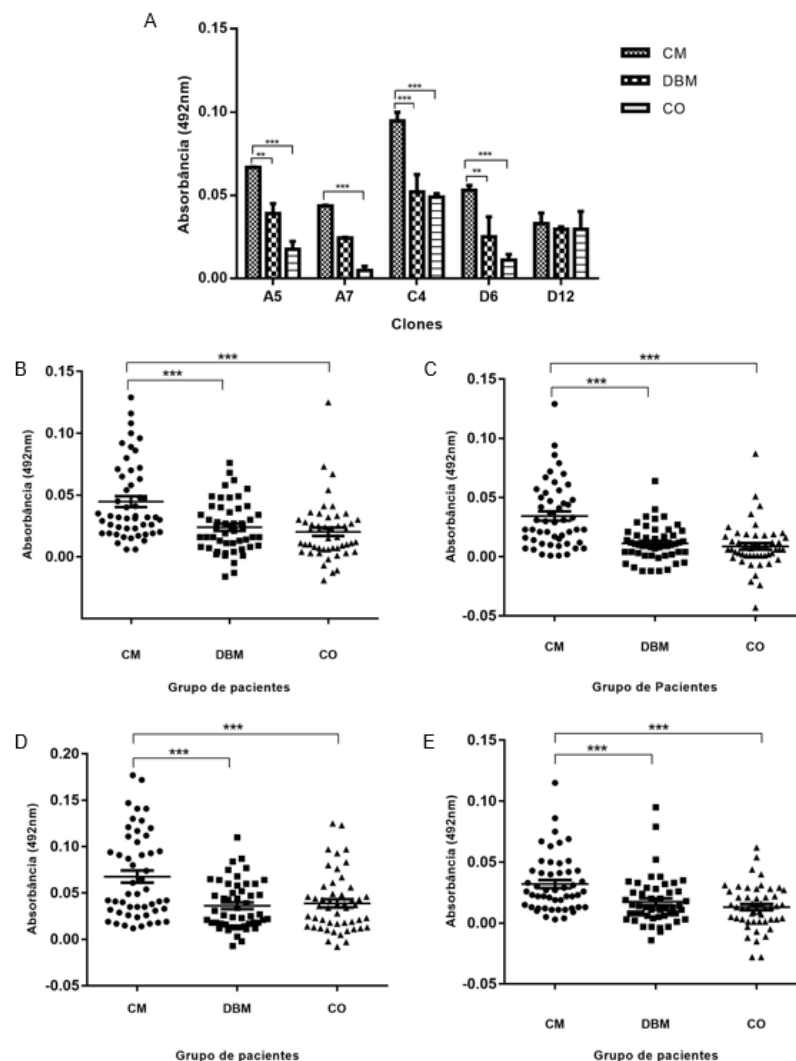 A
Absorbância (492nm)
0.15
0.10
0.05
0.00
*** ** *** *** *** *** **
A5 A7 C4 D6 D12
Clones
CM
DBM
CO
B
Absorbância (492nm)
0.15
0.10
0.05
0.00
***
***
CM DBM CO
Grupo de pacientes
C
Absorbância (492nm)
0.15
0.10
0.05
0.00
-0.05
***
***
CM DBM CO
Grupo de Pacientes
D
Absorbância (492nm)
0.20
0.15
0.10
0.05
0.00
-0.05
***
***
CM DBM CO
Grupo de pacientes
E
Absorbância (492nm)
0.15
0.10
0.05
0.00
-0.05
***
***
CM DBM CO
Grupo de pacientes